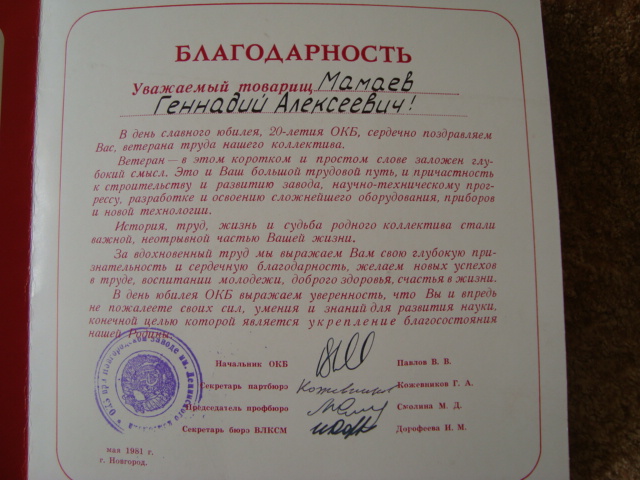 БЛАГОДАРНОСТЬ
Уважаемый товарищ Мамаев
Геннадий Алексеевич!
В день славного юбилея, 20-летия ОКБ, сердечно поздравляем
Вас, ветерана труда нашего коллектива.
Ветеран — в этом коротком и простом слове заложен глу-
бокий смысл. Это и Ваш большой трудовой путь, и причастность
к строительству и развитию завода, научно-техническому прог-
рессу, разработке и освоению сложнейшего оборудования, приборов
и новой технологии.
История, труд, жизнь и судьба родного коллектива стали
важной, неотрывной частью Вашей жизни.
За вдохновенный труд мы выражаем Вам свою глубокую при-
знательность и сердечную благодарность, желаем новых успехов
в труде, воспитании молодежи, доброго здоровья, счастья в жизни.
В день юбилея ОКБ выражаем уверенность, что Вы и впредь
не пожалеете своих сил, умения и знаний для развития науки,
конечной целью которой является укрепление благосостояния
нашей Родины.
Начальник ОКБ Павлов В. В.
Секретарь партбюрэ Кожевников Кожевников Г. А.
Председатель профбюро Смолина М. Д.
Секретарь бюрэ ВЛКСМ Дорофеева И. М.
мая 1981 г.
г. Новгород.